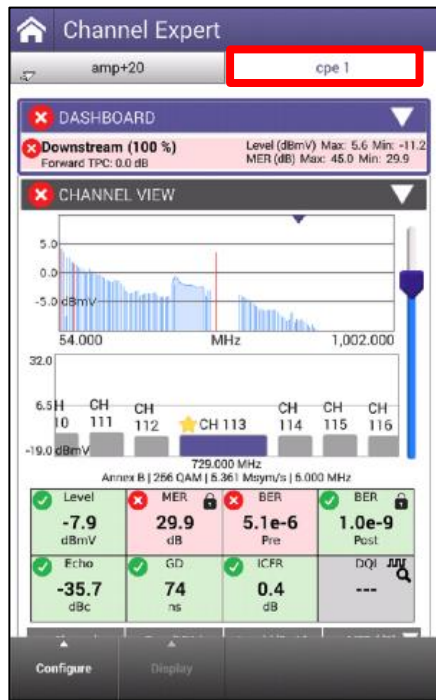 Channel Expert
amp+20
cpe 1
DASHBOARD
Downstream (100 %)
Level (dBmV) Max: 5.6 Min: -11.2
Forward TPC: 0.0 dB
MER (dB) Max: 45.0 Min: 29.9
CHANNEL VIEW
5.0
0.0
-5.0 dBmV
54.000 MHz 1,002.000
32.0
6.5
H 10
CH 111
CH 112
CH 113
CH 114
CH 115
CH 116
-19.0 dBmV
729.000 MHz
Annex B | 256 QAM | 5.361 Msym/s | 6.000 MHz
Level
-7.9
dBmV
MER
29.9
dB
BER
5.1e-6
Pre
BER
1.0e-9
Post
Echo
-35.7
dBc
GD
74
ns
ICFR
0.4
dB
DQI
---
Configure
Display